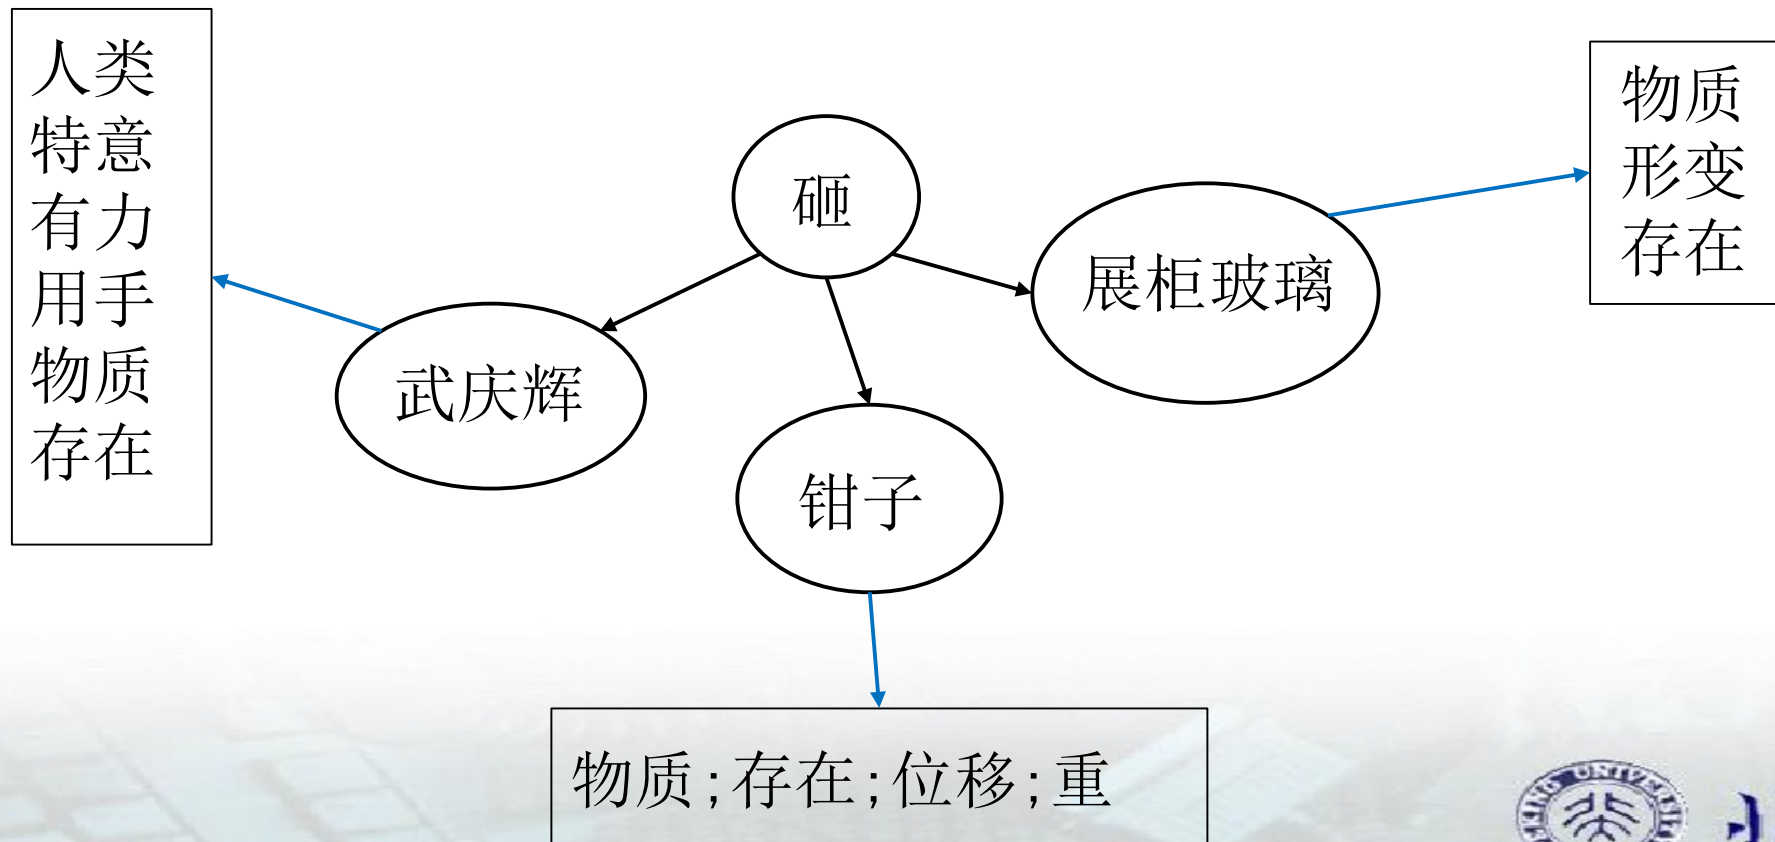 人类
特意
有力
用手
物质
存在
砸
武庆辉
钳子
展柜玻璃
物质
形变
存在
物质;存在;位移;重